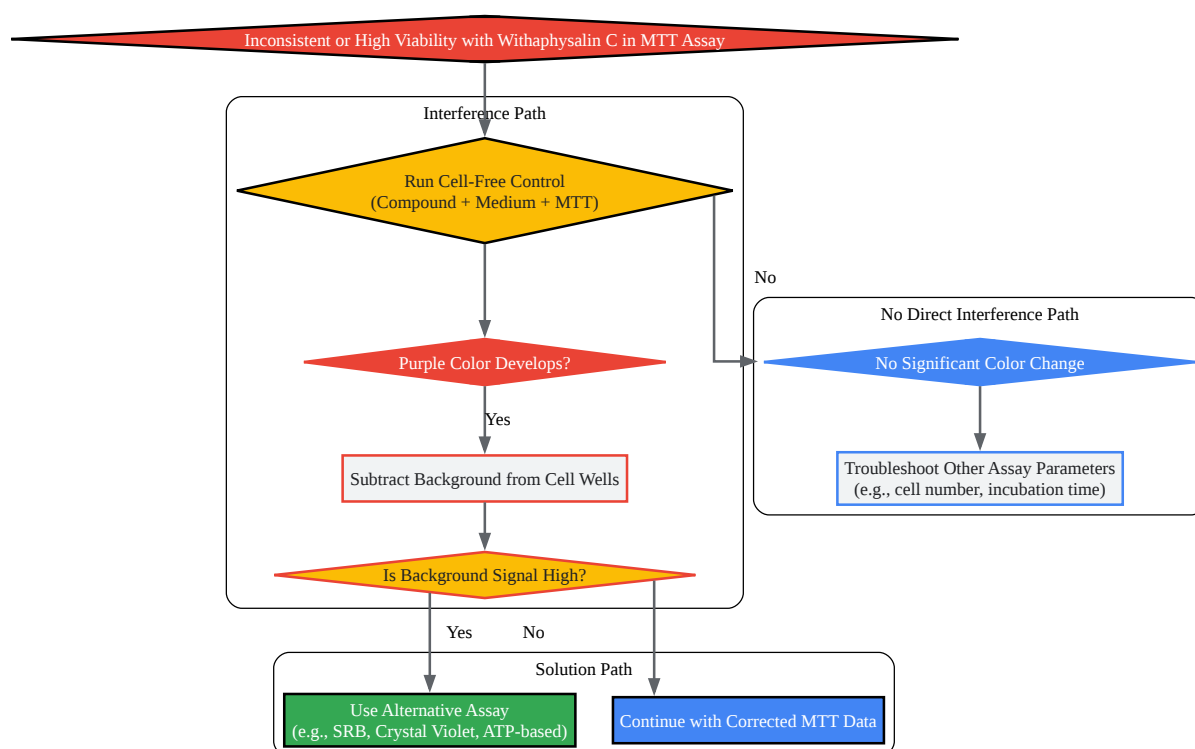 Inconsistent or High Viability with Withaphysalin C in MTT Assay
Interference Path
Run Cell-Free Control
(Compound + Medium + MTT)
No
No Direct Interference Path
Purple Color Develops?
No Significant Color Change
Yes
Subtract Background from Cell Wells
Troubleshoot Other Assay Parameters
(e.g., cell number, incubation time)
Is Background Signal High?
Yes
No
Solution Path
Use Alternative Assay
(e.g., SRB, Crystal Violet, ATP-based)
Continue with Corrected MTT Data